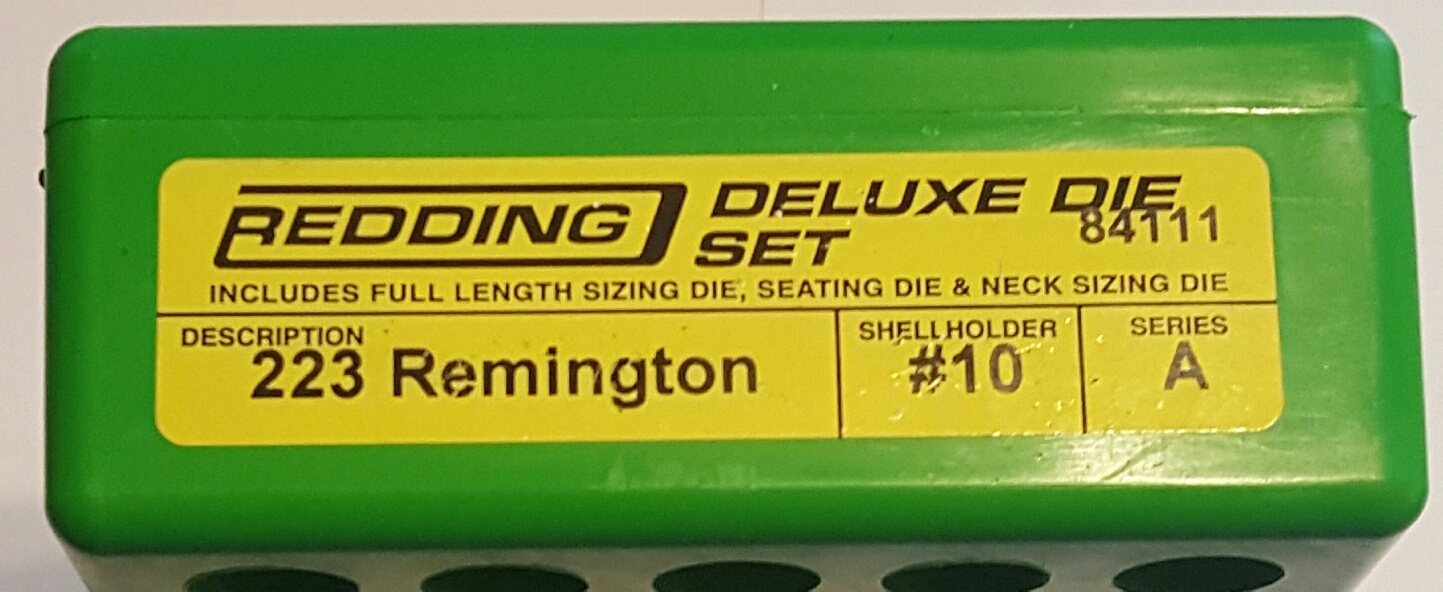 REDDING DELUXE DIE SET
84111
INCLUDES FULL LENGTH SIZING DIE, SEATING DIE & NECK SIZING DIE
DESCRIPTION
223 Remington
SHELLHOLDER
#10
SERIES
A